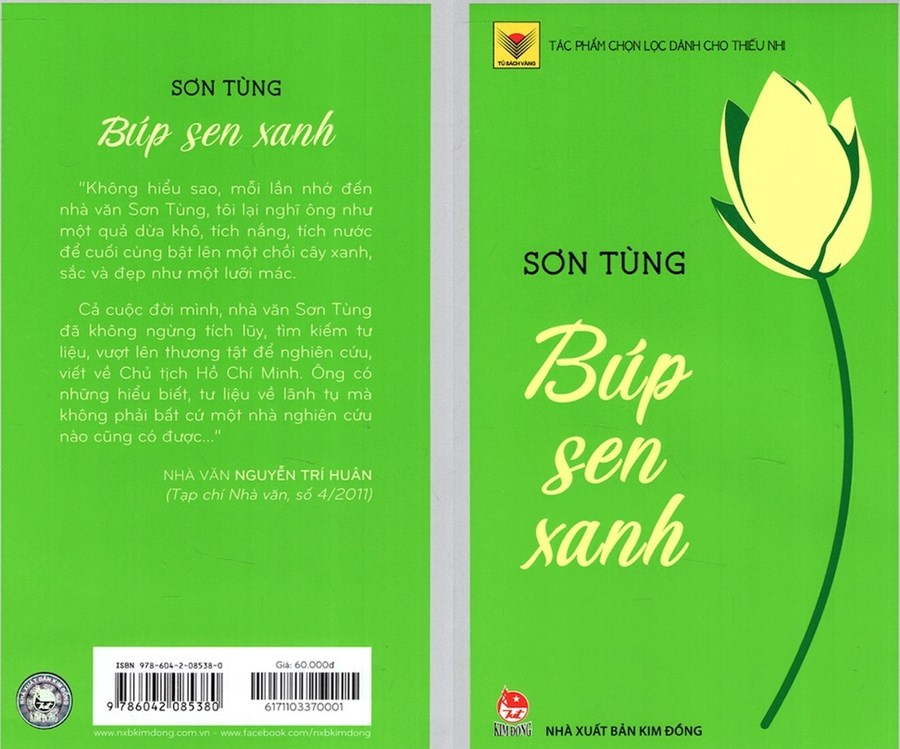 SƠN TÙNG
Búp sen xanh
"Không hiểu sao, mỗi lần nhớ đến
nhà văn Sơn Tùng, tôi lại nghĩ ông như
một quả dừa khô, tích nắng, tích nước
để cuối cùng bật lên một chồi cây xanh,
sắc và đẹp như một lưỡi mác.
Cả cuộc đời mình, nhà văn Sơn Tùng
đã không ngừng tích lũy, tìm kiếm tư
liệu, vượt lên thương tật để nghiên cứu,
viết về Chủ tịch Hồ Chí Minh. Ông có
những hiểu biết, tư liệu về lãnh tụ mà
không phải bất cứ một nhà nghiên cứu
nào cũng có được..."
NHÀ VĂN NGUYỄN TRÍ HUÂN
(Tạp chí Nhà văn, số 4/2011)
NHÀ XUẤT BẢN KIM ĐỒNG
KIM ĐỒNG
ISBN 978-604-2-08538-0
9 786042 085380
Giá: 60.000đ
6171103370001
www.nxbkimdong.com.vn - www.facebook.com/nxbkimdong
TỦ SÁCH VÀNG
TÁC PHẨM CHỌN LỌC DÀNH CHO THIẾU NHI
SƠN TÙNG
Búp
sen
xanh
KIM ĐỒNG
NHÀ XUẤT BẢN KIM ĐỒNG